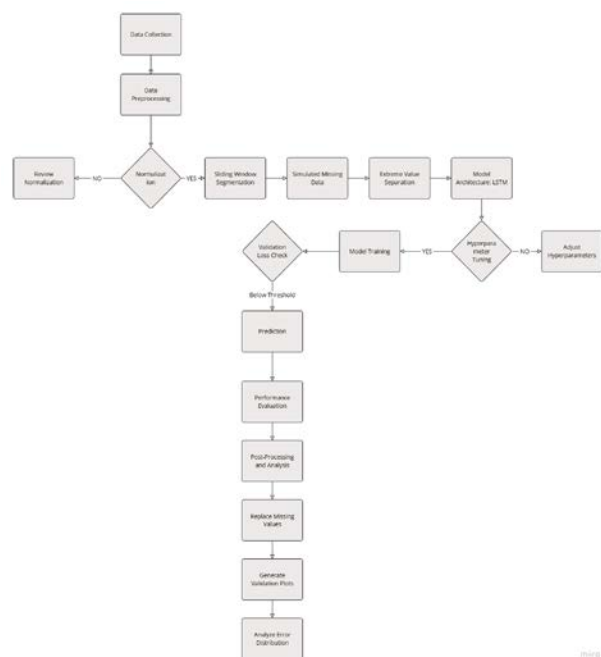 Data Collection
Data
Preprocessing
Review
Normalization
NO
Normalizat
ion
YES
Sliding Window
Segmentation
Simulated Missing
Data
Extreme Value
Separation
Model
Architecture: LSTM
Validation
Loss Check
Model Training
YES
Hyperpara
meter
Tuning
NO
Adjust
Hyperparameters
Below Threshold
Prediction
Performance
Evaluation
Post-Processing
and Analysis
Replace Missing
Values
Generate
Validation Plots
Analyze Error
Distribution
miro